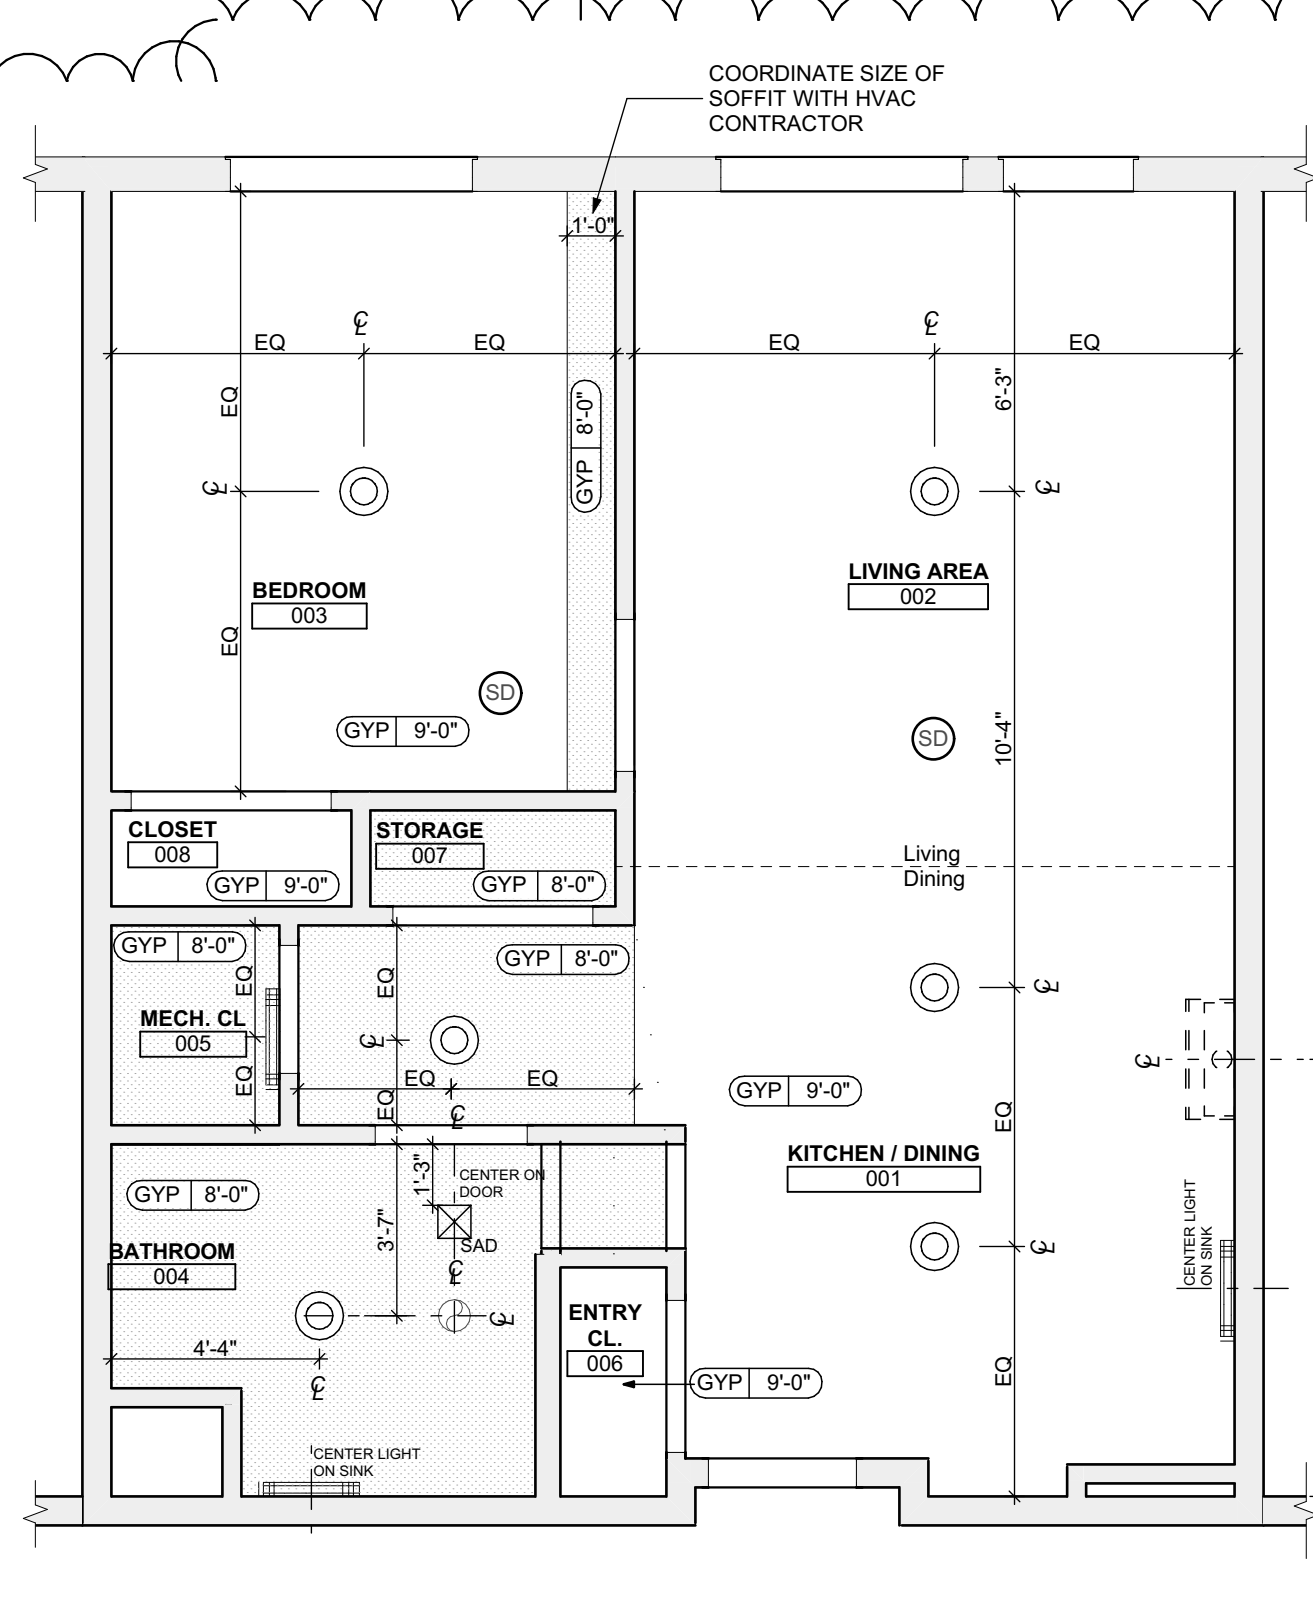 COORDINATE SIZE OF
SOFFIT WITH HVAC
CONTRACTOR
1'-0"
℄
℄
EQ
EQ
EQ
EQ
EQ
6'-3"
GYP 8'-0"
℄
℄
BEDROOM
003
LIVING AREA
002
EQ
SD
GYP 9'-0"
SD
10'-4"
CLOSET
008
GYP 9'-0"
STORAGE
007
GYP 8'-0"
Living
Dining
GYP 8'-0"
GYP 8'-0"
EQ
EQ
℄
MECH. CL
005
℄
℄
EQ
EQ
EQ
EQ
℄
GYP 9'-0"
EQ
KITCHEN / DINING
001
1'-3"
CENTER ON
DOOR
GYP 8'-0"
3'-7"
SAD
BATHROOM
004
℄
℄
CENTER LIGHT
ON SINK
℄
ENTRY
CL.
006
4'-4"
℄
GYP 9'-0"
EQ
CENTER LIGHT
ON SINK